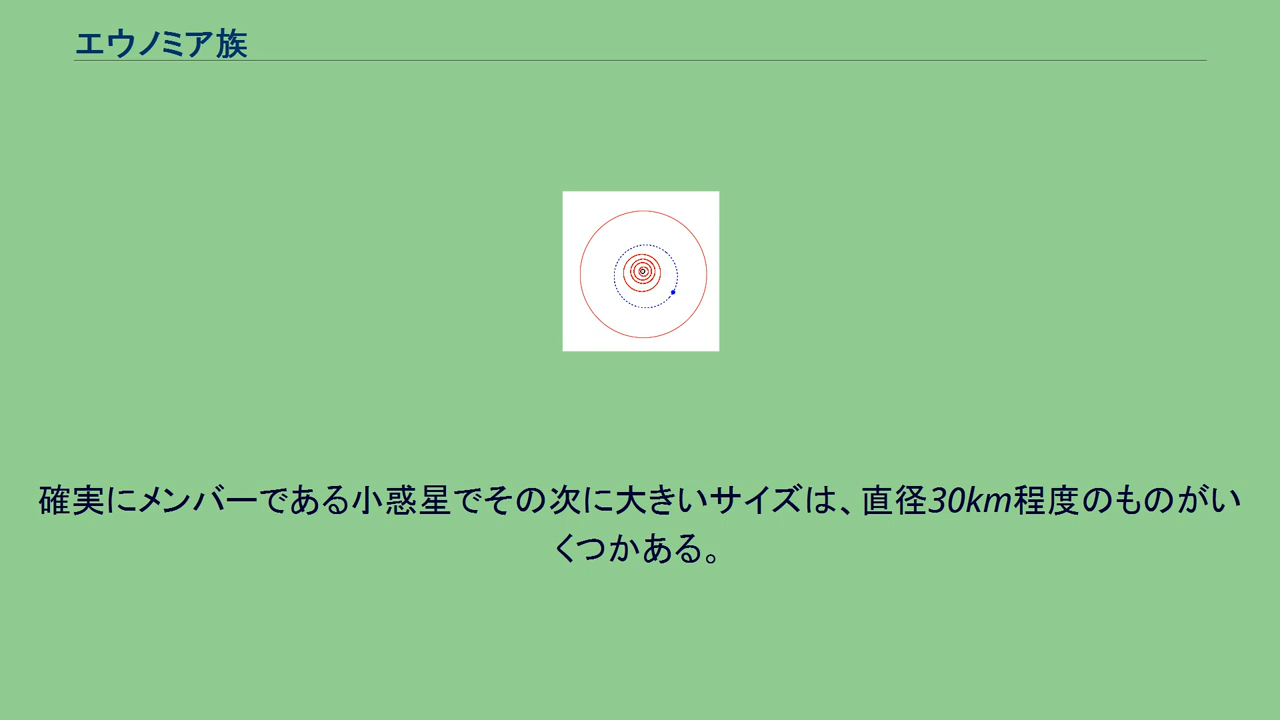 エウノミア族
確実にメンバーである小惑星でその次に大きいサイズは、直径30km程度のものがい
くつかある。